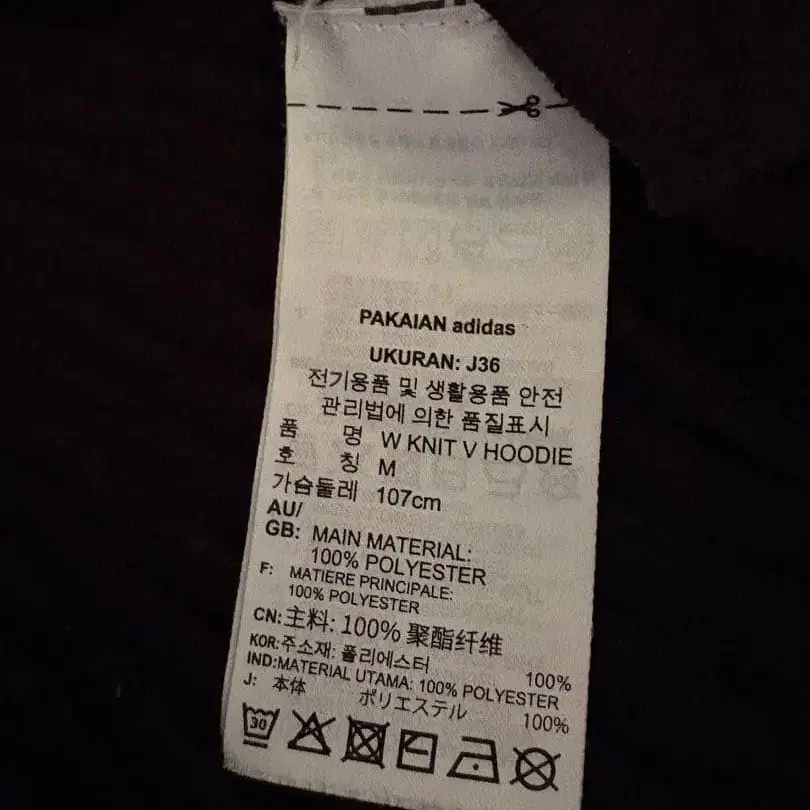 PAKAIAN adidas
UKURAN: J36
전기용품 및 생활용품 안전
관리법에 의한 품질표시
품 명 W KNIT V HOODIE
호 칭 M
가슴둘레 107cm
AU/
GB: MAIN MATERIAL:
100% POLYESTER
F: MATIERE PRINCIPALE:
100% POLYESTER
CN:主料: 100% 聚酯纤维
KOR:주소재: 폴리에스터 100%
IND:MATERIAL UTAMA: 100% POLYESTER
J: 本体 ポリエステル 100%
30